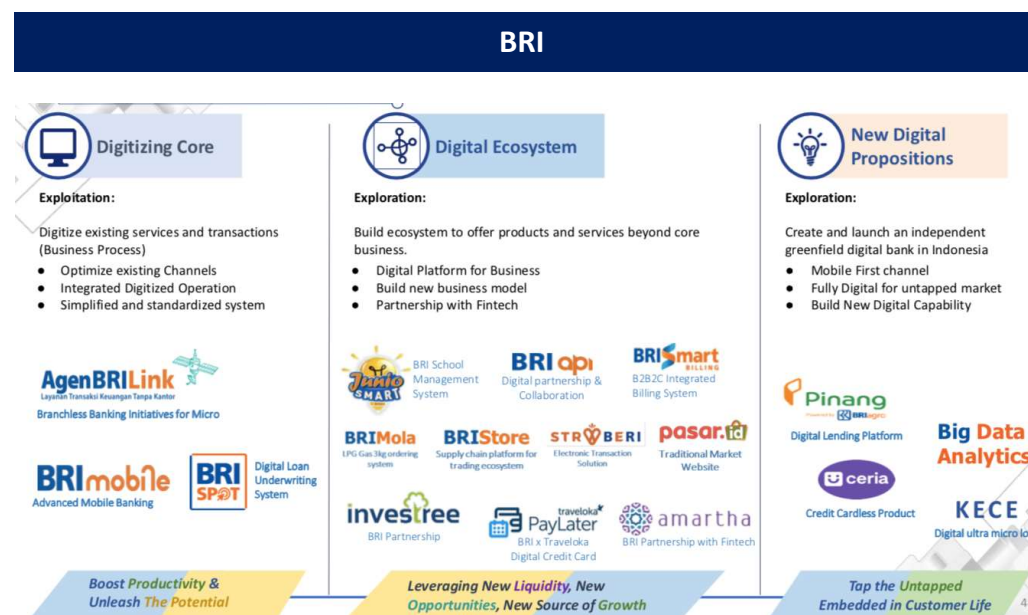 BRI
Digitizing Core
Exploitation:
Digitize existing services and transactions
(Business Process)
● Optimize existing Channels
● Integrated Digitized Operation
● Simplified and standardized system
AgenBRILink
Layanan Transaksi Keuangan Tanpa Kantor
Branchless Banking Initiatives for Micro
BRImobile
Advanced Mobile Banking
BRI
SPOT
Digital Loan
Underwriting
System
Boost Productivity &
Unleash The Potential
Digital Ecosystem
Exploration:
Build ecosystem to offer products and services beyond core
business.
● Digital Platform for Business
● Build new business model
● Partnership with Fintech
Junio
SMART
BRI School
Management
System
BRI api
Digital partnership &
Collaboration
BRISmart
BILLING
B2B2C Integrated
Billing System
BRIMola
LPG Gas 3kg ordering
system
BRIStore
Supply chain platform for
trading ecosystem
STROBERI
Electronic Transaction
Solution
pasar.id
Traditional Market
Website
investree
BRI Partnership
traveloka
PayLater
BRI x Traveloka
Digital Credit Card
amartha
BRI Partnership with Fintech
Leveraging New Liquidity, New
Opportunities, New Source of Growth
New Digital
Propositions
Exploration:
Create and launch an independent
greenfield digital bank in Indonesia
● Mobile First channel
● Fully Digital for untapped market
● Build New Digital Capability
Pinang
Powered by BRI agro
Digital Lending Platform
Big Data
Analytics
ceria
Credit Cardless Product
KECE
Digital ultra micro lo
Tap the Untapped
Embedded in Customer Life
4